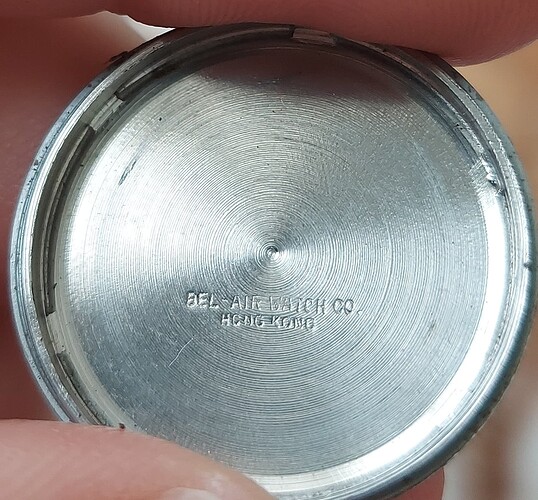 BEL-AIR WATCH CO.
HONG KONG